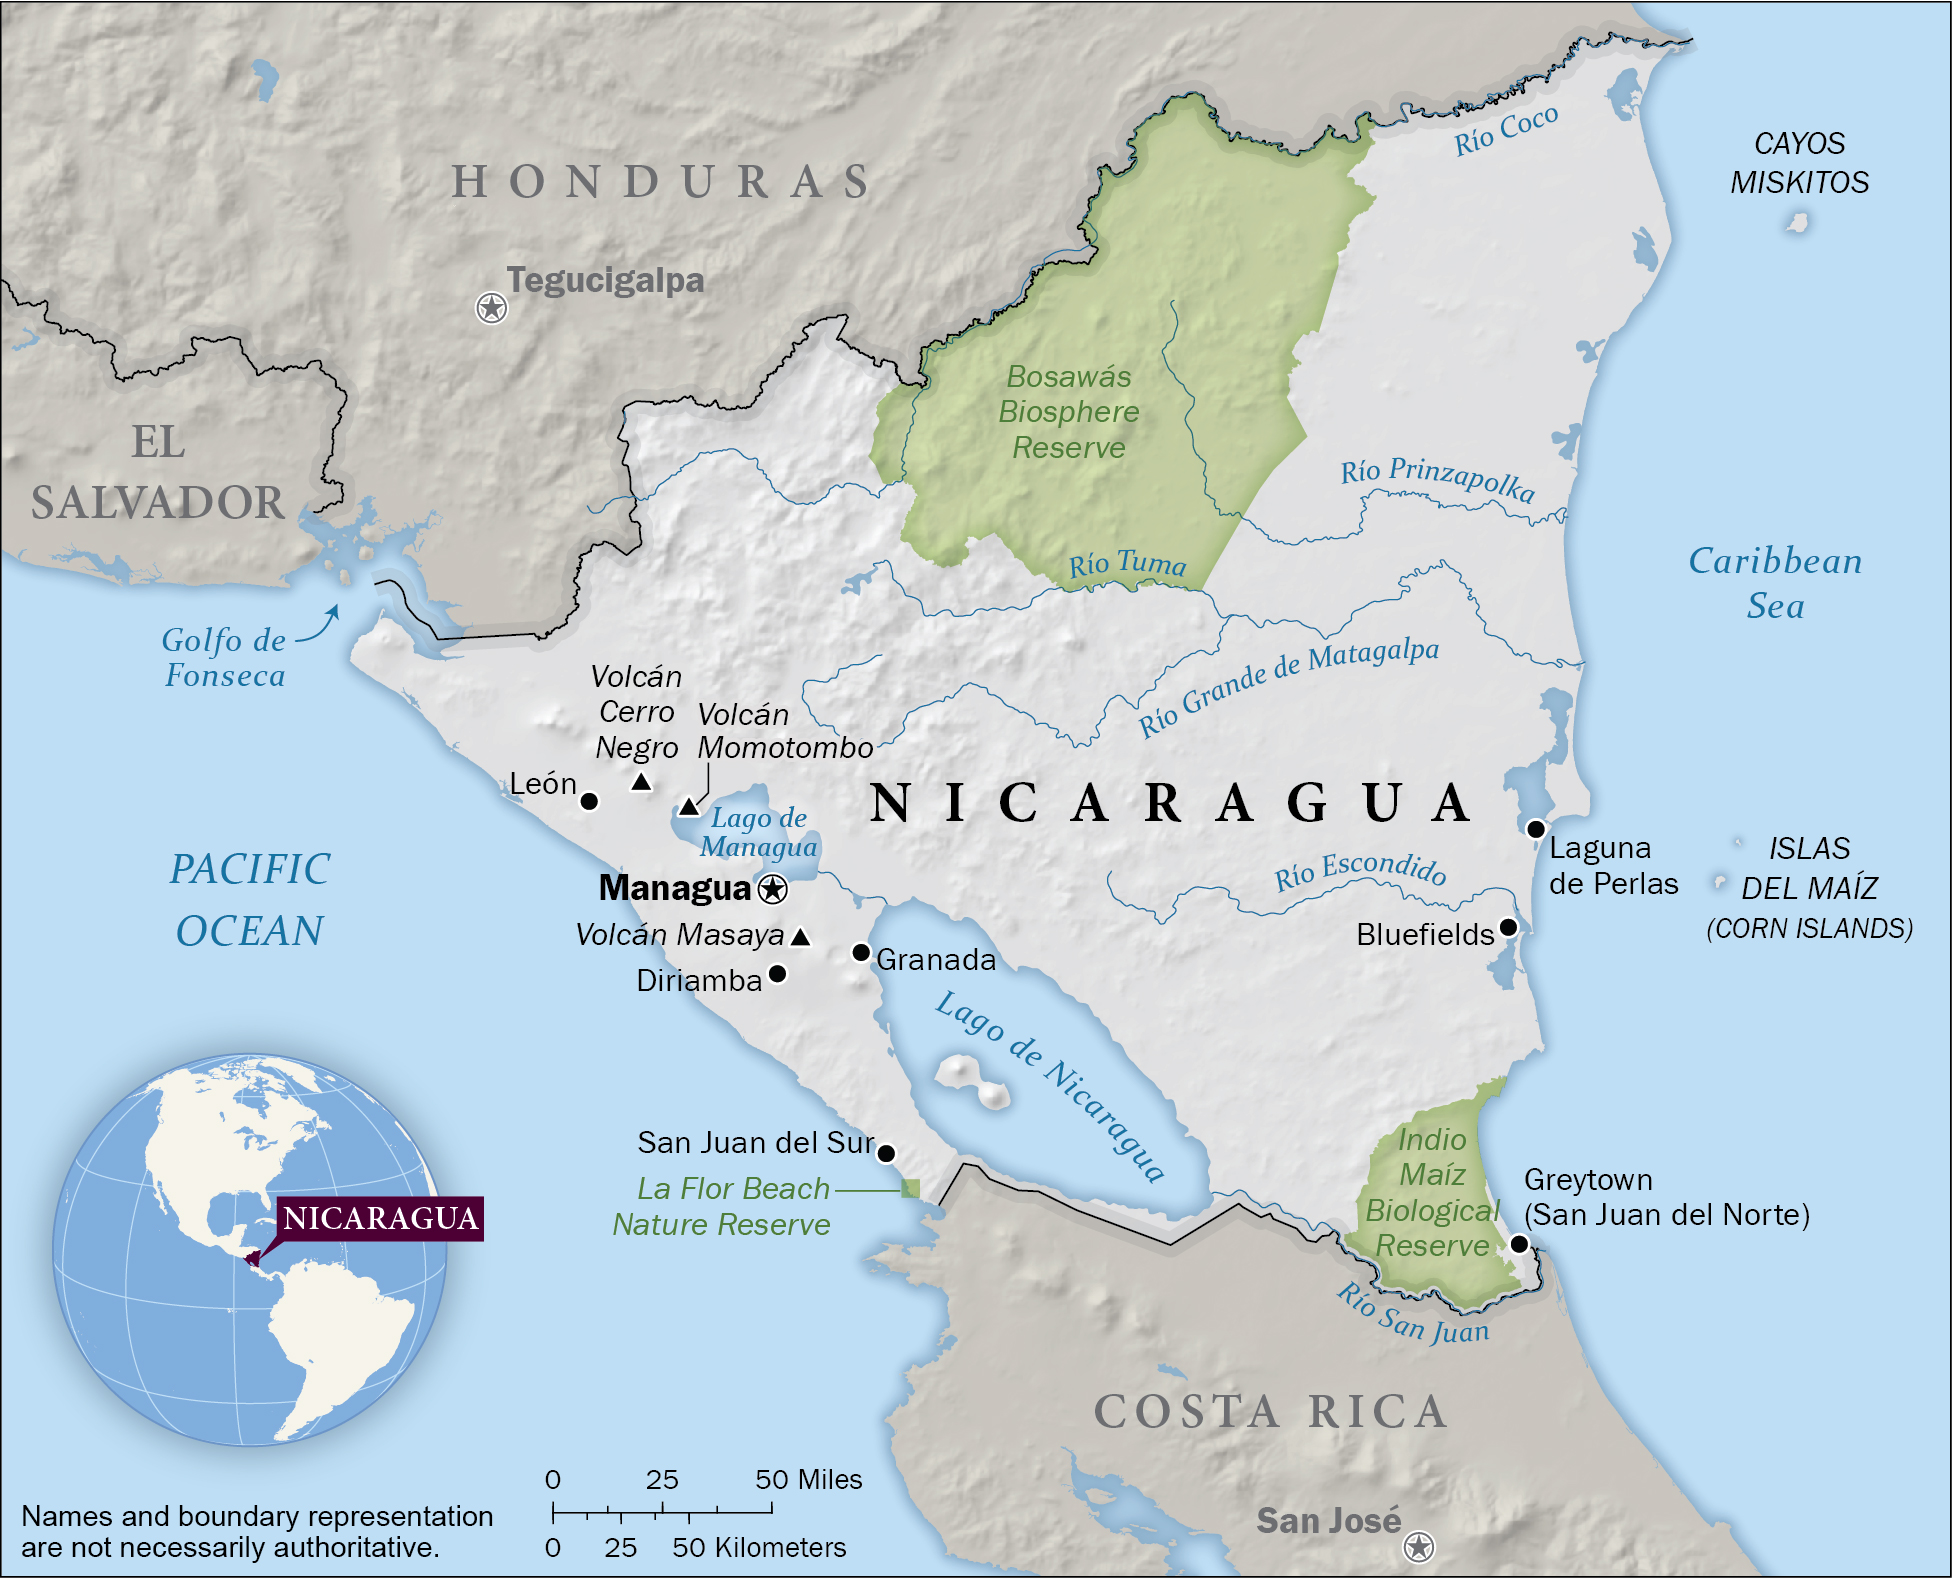 CAYOS
MISKITOS
Río Coco
HONDURAS
Tegucigalpa
Bosawás
Biosphere
Reserve
EL
SALVADOR
Río Prinzapolka
Río Tuma
Caribbean
Sea
Golfo de
Fonseca
Río Grande de Matagalpa
Volcán
Cerro
Negro
Volcán
Momotombo
León
Lago de
Managua
NICARAGUA
PACIFIC
OCEAN
Managua
Volcán Masaya
Diriamba
Granada
Río Escondido
Bluefields
Laguna
de Perlas
ISLAS
DEL MAÍZ
(CORN ISLANDS)
Lago de Nicaragua
San Juan del Sur
La Flor Beach
Nature Reserve
Indio
Maíz
Biological
Reserve
Greytown
(San Juan del Norte)
Río San Juan
NICARAGUA
COSTA RICA
San José
0 25 50 Miles
0 25 50 Kilometers
Names and boundary representation
are not necessarily authoritative.